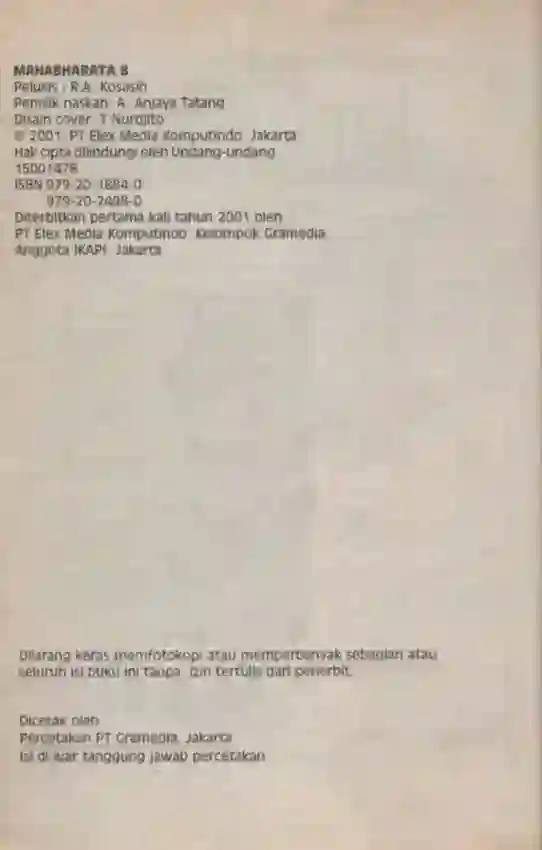 MAHABHARATA B
Pelukis : R.A. Kosasih
Pemilik naskah A. Anjaya Tatang
Disain cover T Nurdjito
© 2001 PT Elex Media Komputindo Jakarta
Hak cipta dilindungi oleh Undang-undang
15001478
ISBN 979-20-1884-0
979-20-2498-0
Diterbitkan pertama kali tahun 2001 oleh
PT Elex Media Komputindo Kelompok Gramedia
Anggota IKAPI Jakarta
Dilarang keras memfotokopi atau memperbanyak sebagian atau
seluruh isi buku ini tanpa izin tertulis dari penerbit.
Dicetak oleh
Percetakan PT Gramedia, Jakarta
Isi di luar tanggung jawab percetakan